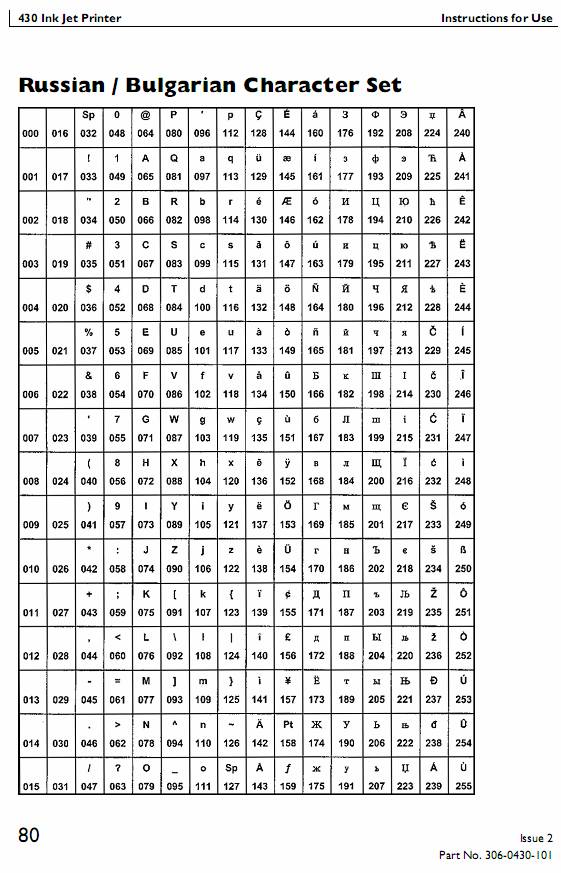 430 Ink Jet Printer Instructions for Use
Russian / Bulgarian Character Set
Sp 0 @ P ' p Ç É á З Ф Э џ Â
000 016 032 048 064 080 096 112 128 144 160 176 192 208 224 240
! 1 A Q a q ü æ í з ф э Ћ Á
001 017 033 049 065 081 097 113 129 145 161 177 193 209 225 241
" 2 B R b r é Æ ó И Ц Ю ћ Ê
002 018 034 050 066 082 098 114 130 146 162 178 194 210 226 242
# 3 C S c s â ô ú и ц ю Ђ Ë
003 019 035 051 067 083 099 115 131 147 163 179 195 211 227 243
$ 4 D T d t ä ö Ñ Й Ч Я È
004 020 036 052 068 084 100 116 132 148 164 180 196 212 228 244
% 5 E U e u à ò ñ й ч я Č Í
005 021 037 053 069 085 101 117 133 149 165 181 197 213 229 245
& 6 F V f v å û Б к Ш І č Î
006 022 038 054 070 086 102 118 134 150 166 182 198 214 230 246
' 7 G W g w ç ù б Л ш і Ć Ï
007 023 039 055 071 087 103 119 135 151 167 183 199 215 231 247
( 8 H X h x ê ÿ в л Щ Ї ć ì
008 024 040 056 072 088 104 120 136 152 168 184 200 216 232 248
) 9 I Y i y ë Ö Г м щ Є Š ó
009 025 041 057 073 089 105 121 137 153 169 185 201 217 233 249
* : J Z j z è Ü г н Ъ є š ß
010 026 042 058 074 090 106 122 138 154 170 186 202 218 234 250
+ ; K [ k { ï ¢ Д П ъ Љ Ž Ô
011 027 043 059 075 091 107 123 139 155 171 187 203 219 235 251
, < L \ l | î £ д п Ы љ ž Ò
012 028 044 060 076 092 108 124 140 156 172 188 204 220 236 252
- = M ] m } ì ¥ Ё т ы Њ Đ Ú
013 029 045 061 077 093 109 125 141 157 173 189 205 221 237 253
. > N ^ n ~ Ä Pt Ж У Ь њ đ Û
014 030 046 062 078 094 110 126 142 158 174 190 206 222 238 254
/ ? O _ o Sp Å ƒ ж у ь Џ Á Ù
015 031 047 063 079 095 111 127 143 159 175 191 207 223 239 255
80 Issue 2
Part No. 306-0430-101